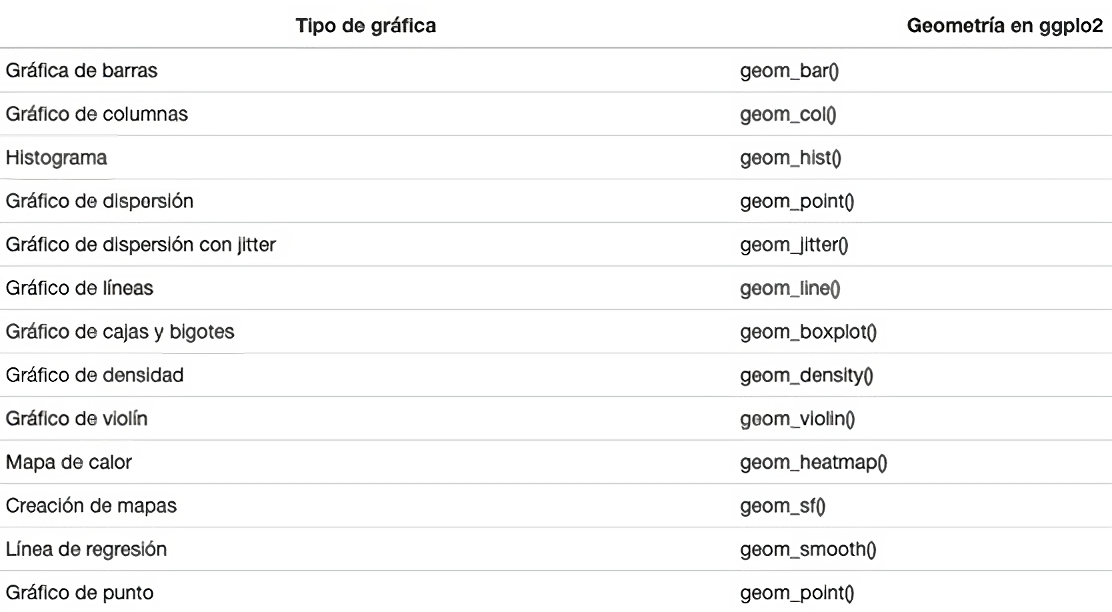 Tipo de gráfica Geometría en ggplo2
Gráfica de barras geom_bar()
Gráfico de columnas geom_col()
Histograma geom_hist()
Gráfico de dispersión geom_point()
Gráfico de dispersión con jitter geom_jitter()
Gráfico de líneas geom_line()
Gráfico de cajas y bigotes geom_boxplot()
Gráfico de densidad geom_density()
Gráfico de violín geom_violin()
Mapa de calor geom_heatmap()
Creación de mapas geom_sf()
Línea de regresión geom_smooth()
Gráfico de punto geom_point()